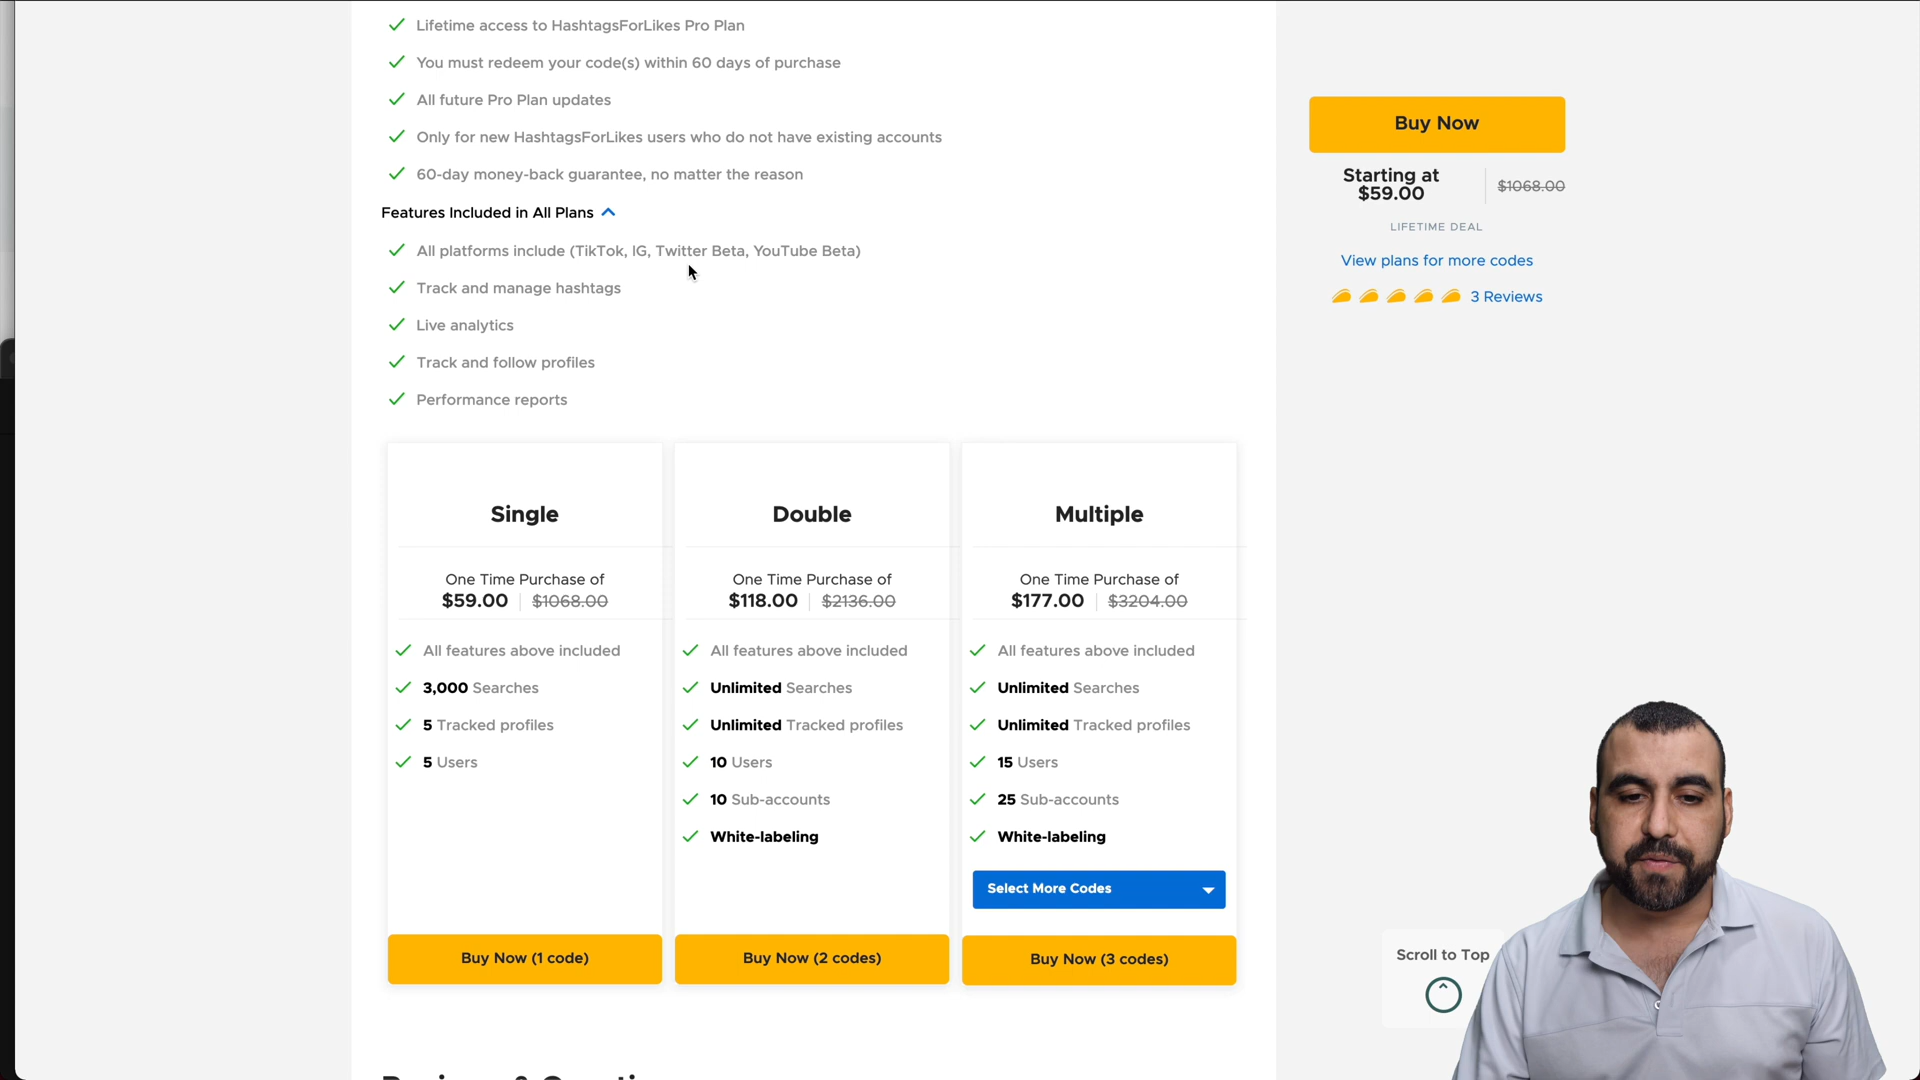 Lifetime access to HashtagsForLikes Pro Plan
You must redeem your code(s) within 60 days of purchase
All future Pro Plan updates
Only for new HashtagsForLikes users who do not have existing accounts
60-day money-back guarantee, no matter the reason
Features Included in All Plans
All platforms include (TikTok, IG, Twitter Beta, YouTube Beta)
Track and manage hashtags
Live analytics
Track and follow profiles
Performance reports
Single
One Time Purchase of
$59.00 $1068.00
All features above included
3,000 Searches
5 Tracked profiles
5 Users
Buy Now (1 code)
Double
One Time Purchase of
$118.00 $2136.00
All features above included
Unlimited Searches
Unlimited Tracked profiles
10 Users
10 Sub-accounts
White-labeling
Buy Now (2 codes)
Multiple
One Time Purchase of
$177.00 $3204.00
All features above included
Unlimited Searches
Unlimited Tracked profiles
15 Users
25 Sub-accounts
White-labeling
Select More Codes
Buy Now (3 codes)
Buy Now
Starting at
$59.00 $1068.00
LIFETIME DEAL
View plans for more codes
3 Reviews
Scroll to Top